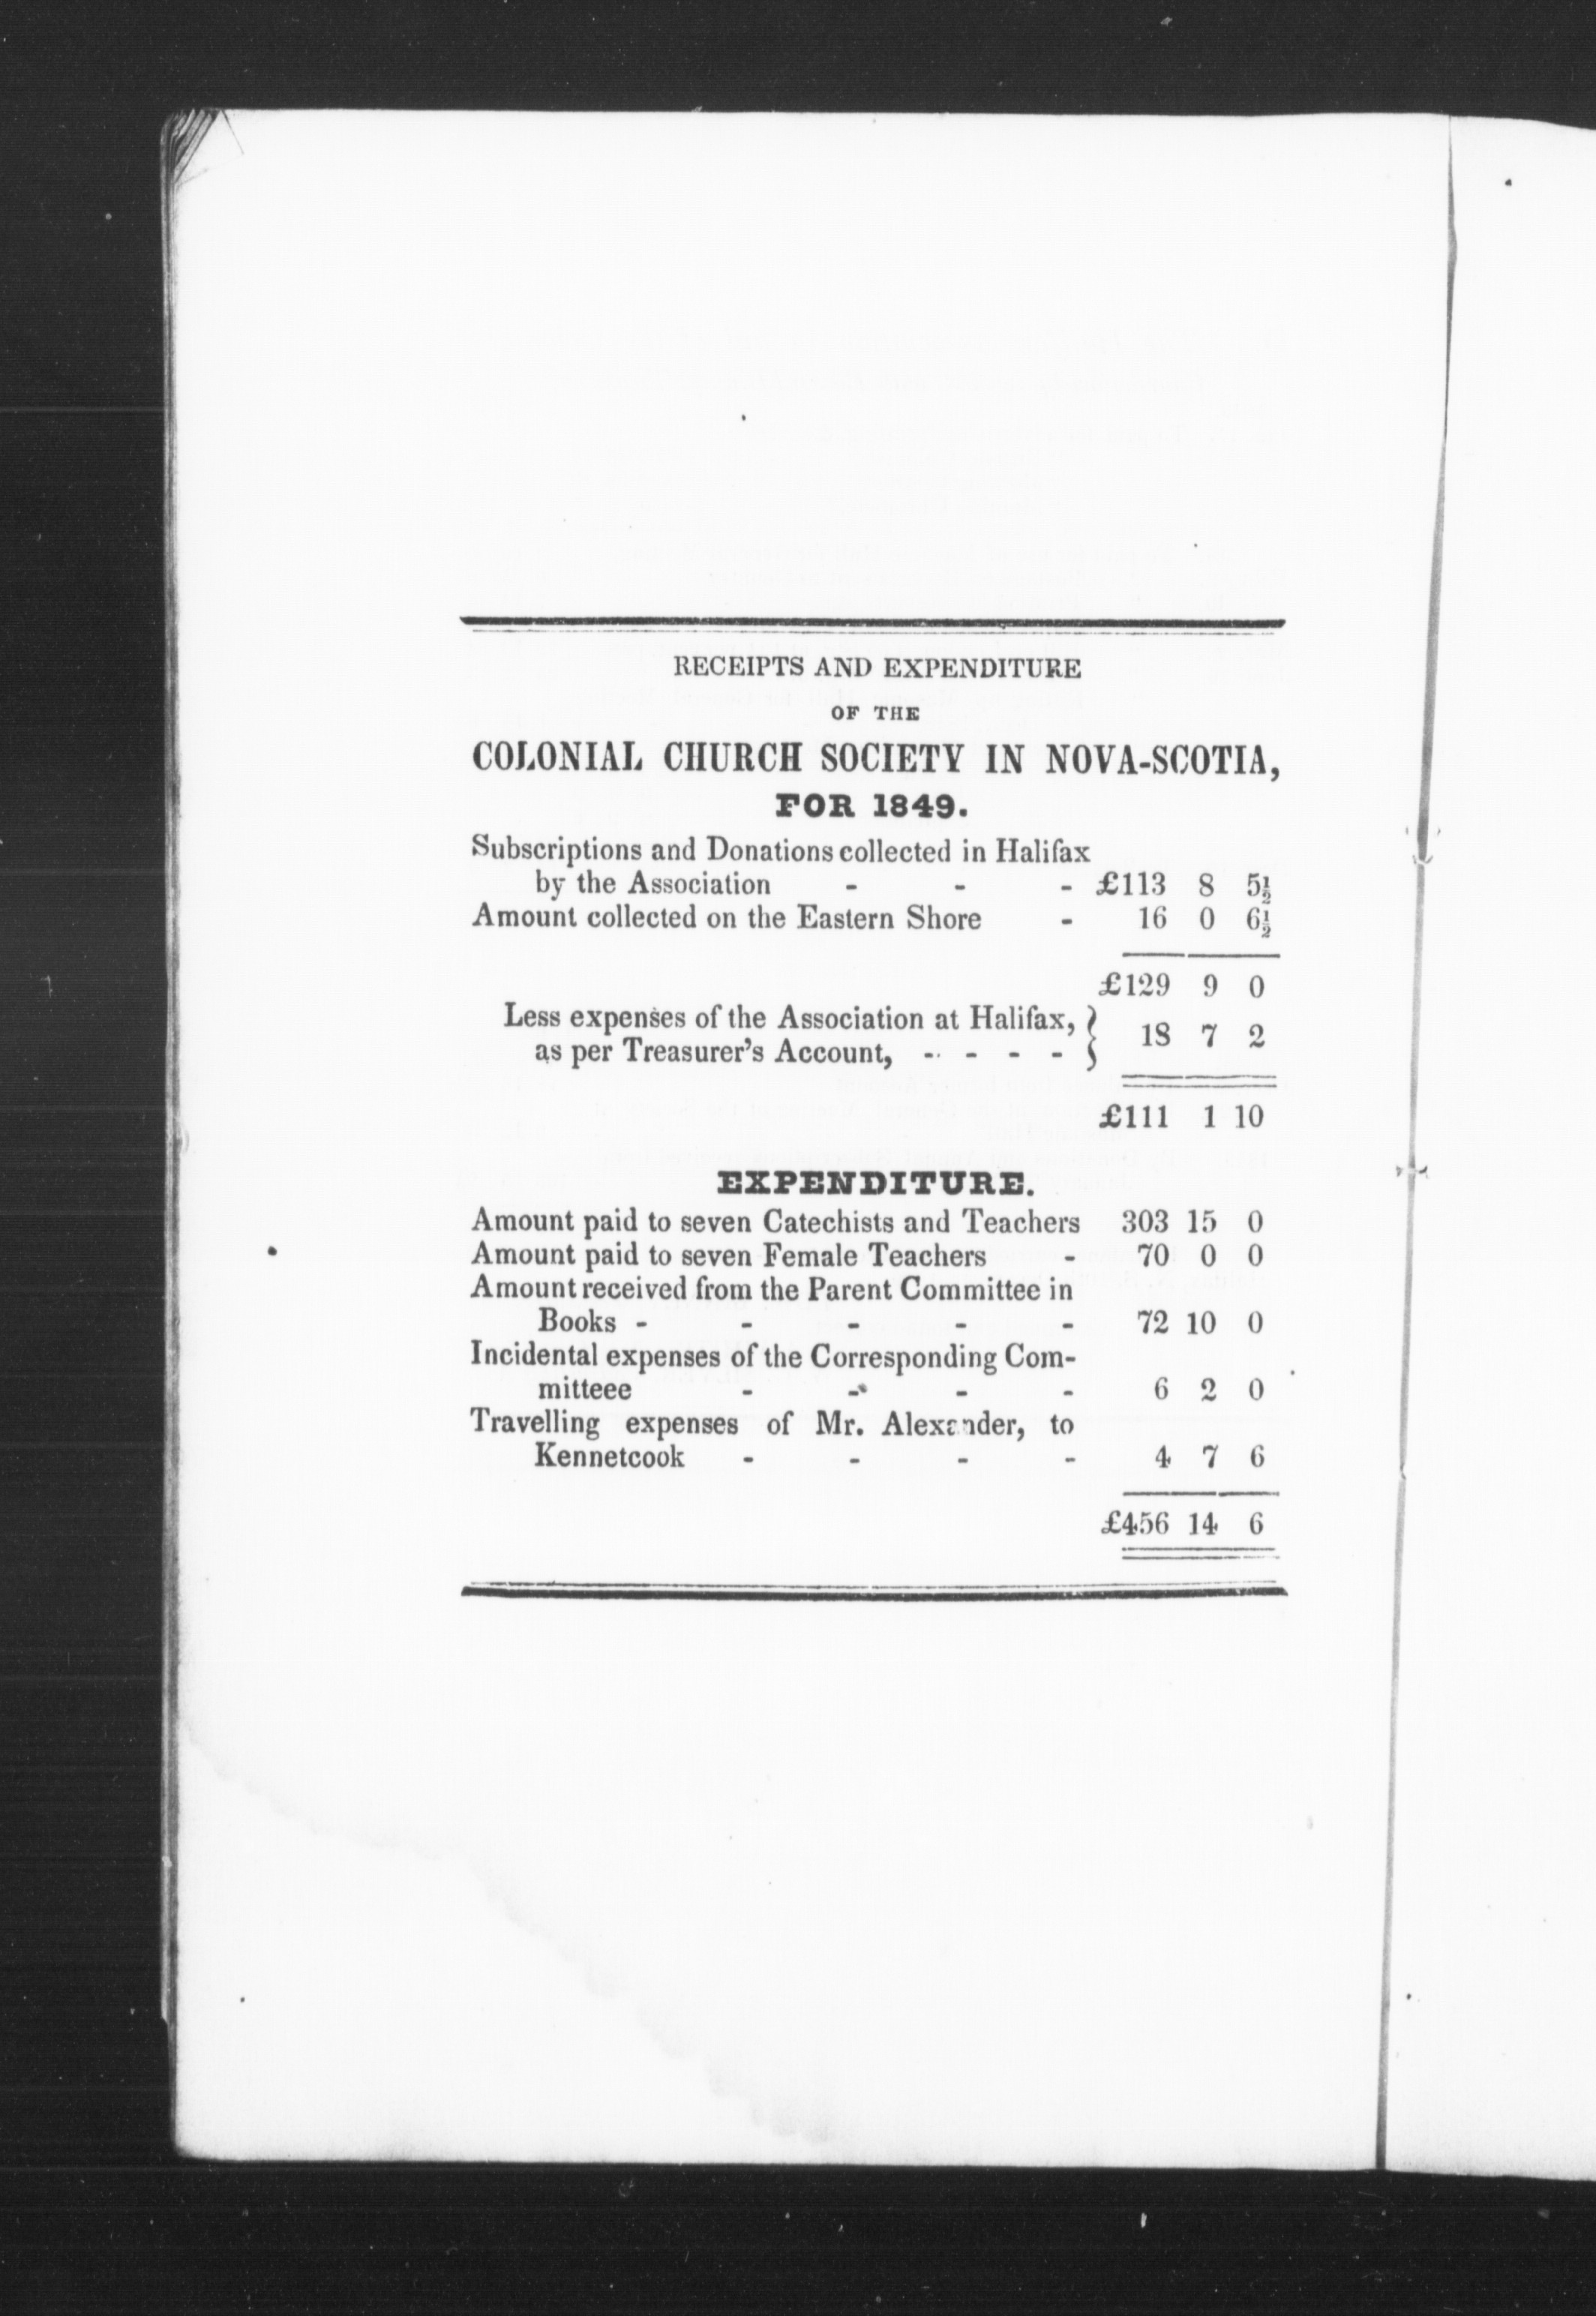 RECEIPTS AND EXPENDITURE
OF THE
COLONIAL CHURCH SOCIETY IN NOVA-SCOTIA,
FOR 1849.
Subscriptions and Donations collected in Halifax
by the Association - - - £113 8 5½
Amount collected on the Eastern Shore - 16 0 6½
£129 9 0
Less expenses of the Association at Halifax, }
as per Treasurer's Account, - - - - } 18 7 2
£111 1 10
EXPENDITURE.
Amount paid to seven Catechists and Teachers 303 15 0
Amount paid to seven Female Teachers - 70 0 0
Amount received from the Parent Committee in
Books - - - - - 72 10 0
Incidental expenses of the Corresponding Com-
mitteee - - - - 6 2 0
Travelling expenses of Mr. Alexander, to
Kennetcook - - - - 4 7 6
£456 14 6